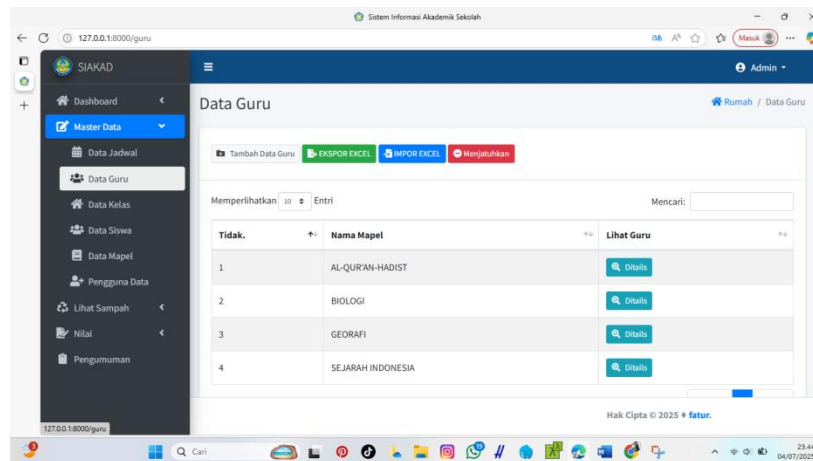 Sistem Informasi Akademik Sekolah
127.0.0.1:8000/guru
Masuk
SIAKAD
Admin
Dashboard
Master Data
Data Jadwal
Data Guru
Data Kelas
Data Siswa
Data Mapel
Pengguna Data
Lihat Sampah
Nilai
Pengumuman
127.0.0.1:8000/guru
Data Guru
Rumah / Data Guru
Tambah Data Guru EKSPOR EXCEL IMPOR EXCEL Menjatuhkan
Memperlihatkan 10 Entri
Mencari:
Tidak. Nama Mapel Lihat Guru
1 AL-QUR'AN-HADIST Ditails
2 BIOLOGI Ditails
3 GEORAFI Ditails
4 SEJARAH INDONESIA Ditails
Hak Cipta © 2025 ♦ fatur.
Cari
23.44
04/07/2025